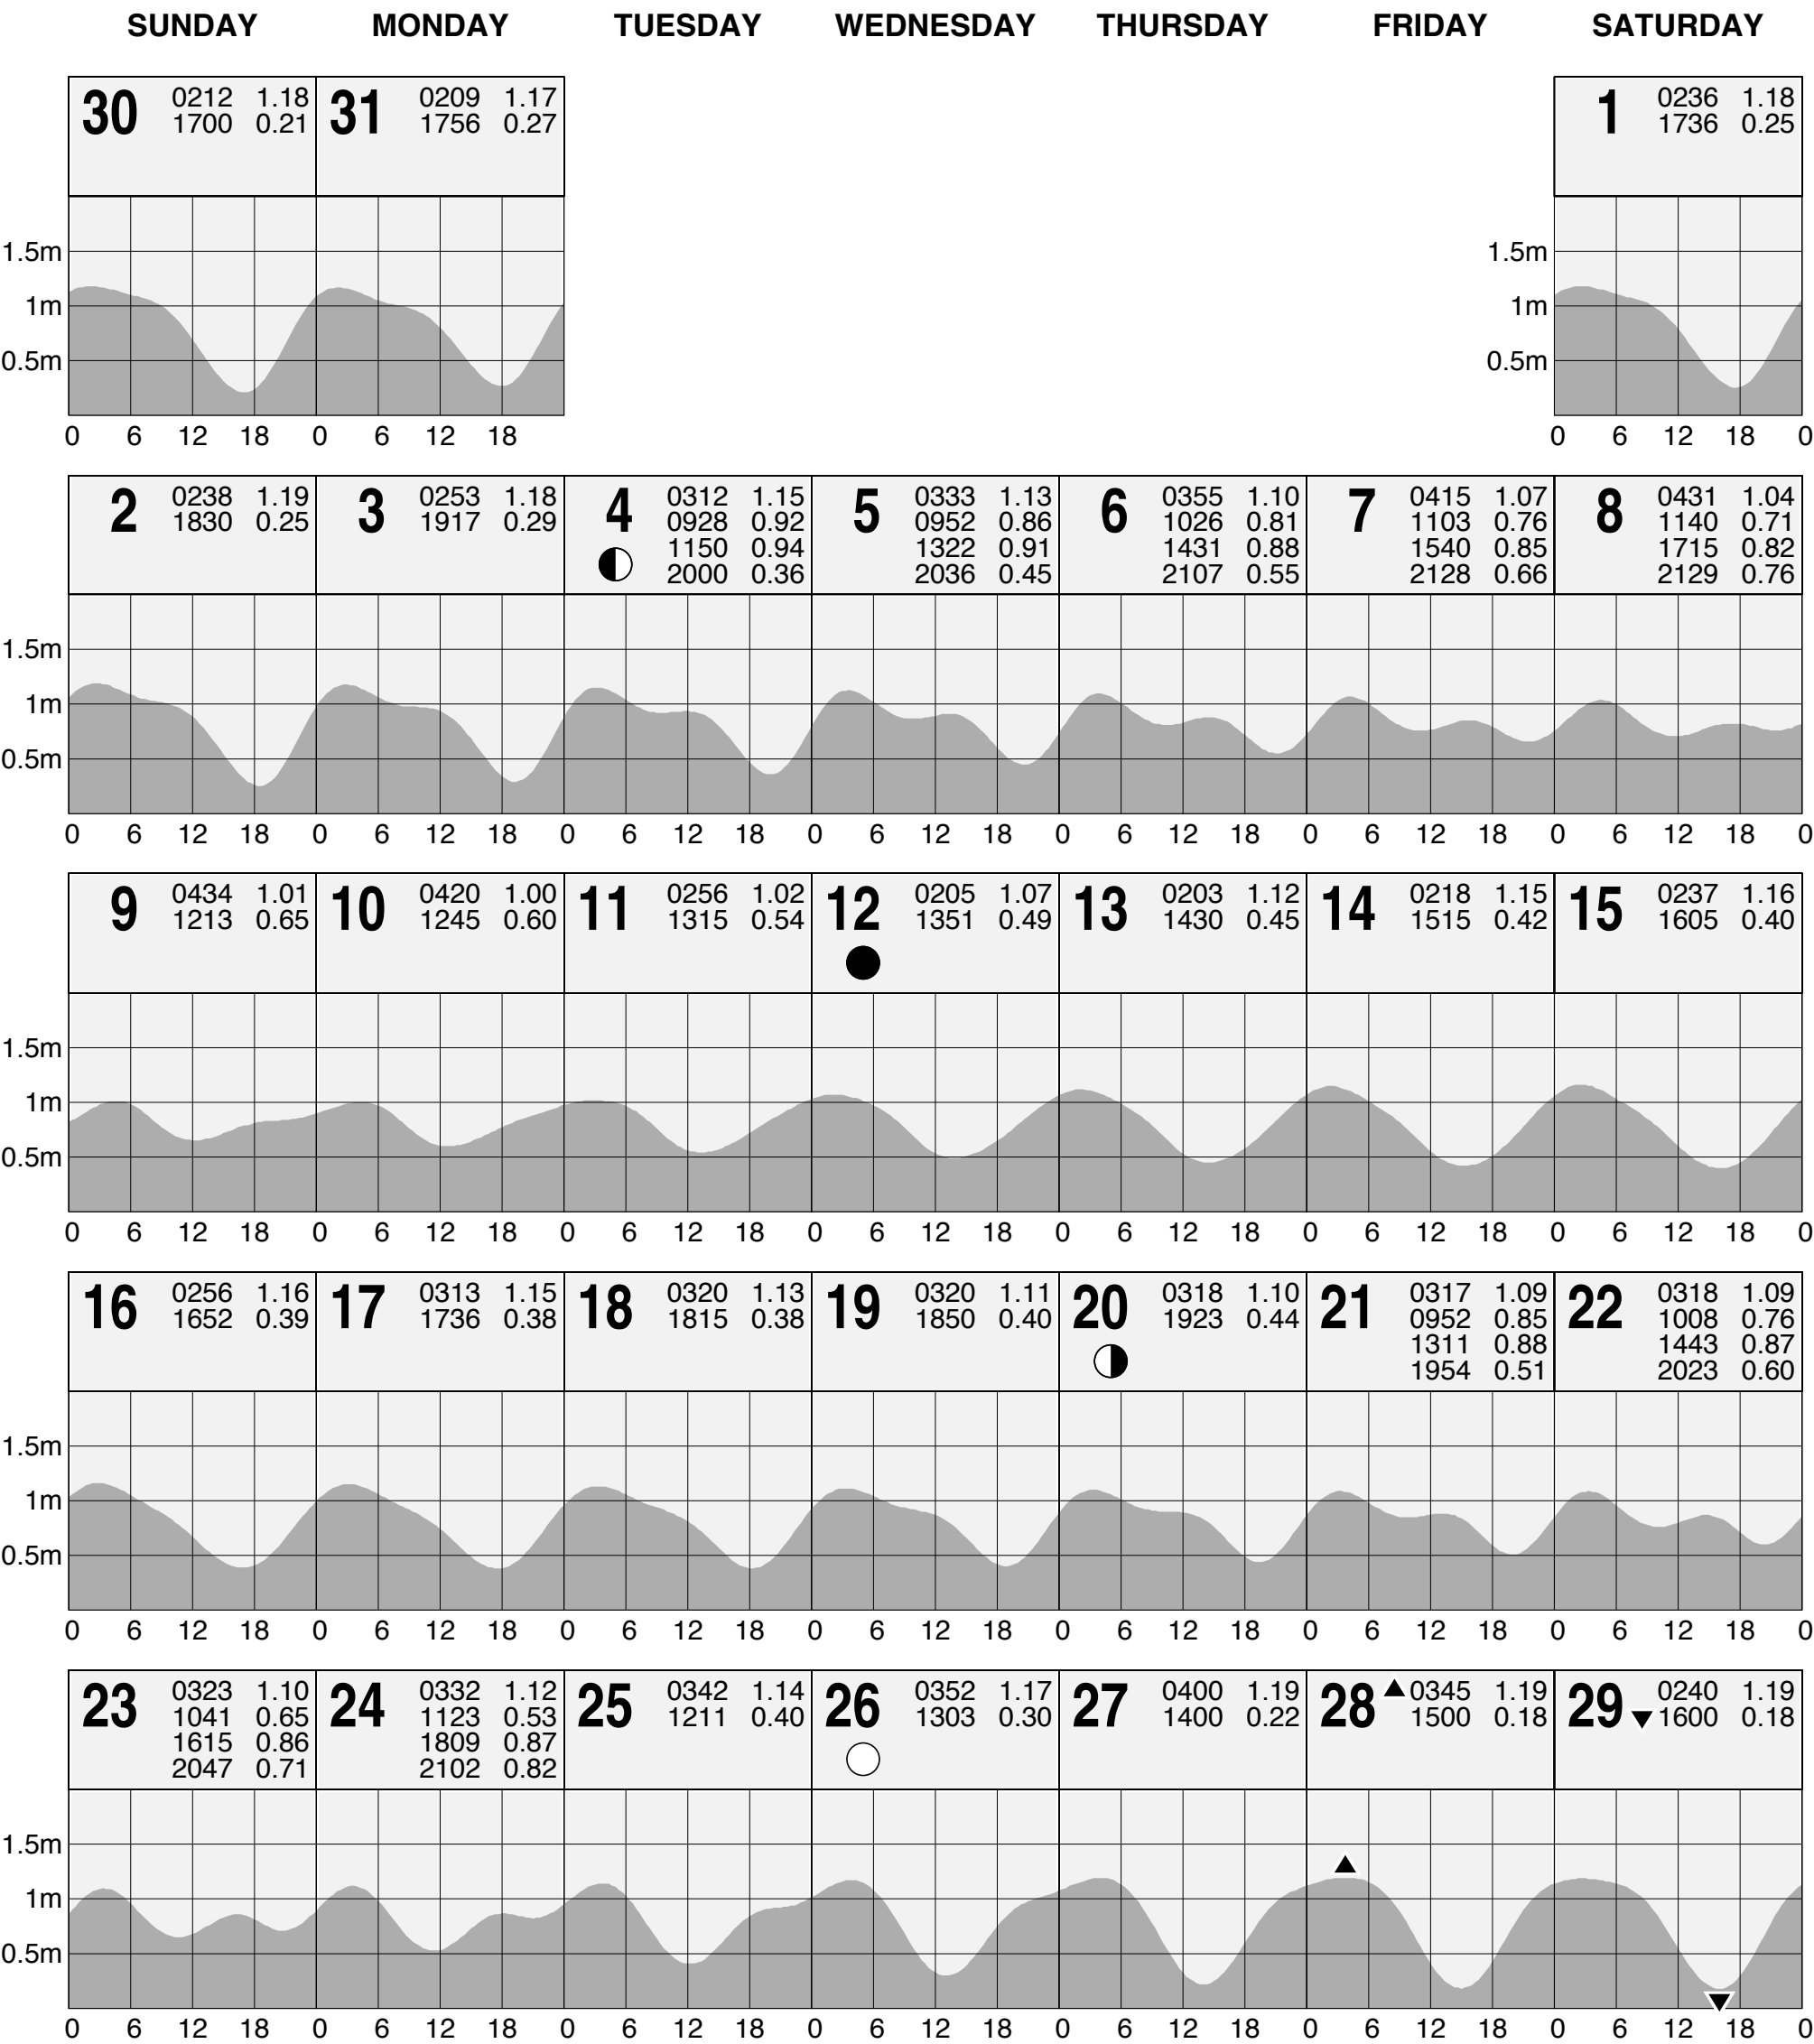 SUNDAY MONDAY TUESDAY WEDNESDAY THURSDAY FRIDAY SATURDAY
30 0212 1.18 31 0209 1.17 1 0236 1.18
1700 0.21 1756 0.27 1736 0.25
1.5m 1.5m
1m 1m
0.5m 0.5m
0 6 12 18 0 6 12 18 0 6 12 18 0
2 0238 1.19 3 0253 1.18 4 0312 1.15 5 0333 1.13 6 0355 1.10 7 0415 1.07 8 0431 1.04
1830 0.25 1917 0.29 0928 0.92 0952 0.86 1026 0.81 1103 0.76 1140 0.71
1150 0.94 1322 0.91 1431 0.88 1540 0.85 1715 0.82
2000 0.36 2036 0.45 2107 0.55 2128 0.66 2129 0.76
1.5m
1m
0.5m
0 6 12 18 0 6 12 18 0 6 12 18 0 6 12 18 0 6 12 18 0 6 12 18 0 6 12 18 0
9 0434 1.01 10 0420 1.00 11 0256 1.02 12 0205 1.07 13 0203 1.12 14 0218 1.15 15 0237 1.16
1213 0.65 1245 0.60 1315 0.54 1351 0.49 1430 0.45 1515 0.42 1605 0.40
1.5m
1m
0.5m
0 6 12 18 0 6 12 18 0 6 12 18 0 6 12 18 0 6 12 18 0 6 12 18 0 6 12 18 0
16 0256 1.16 17 0313 1.15 18 0320 1.13 19 0320 1.11 20 0318 1.10 21 0317 1.09 22 0318 1.09
1652 0.39 1736 0.38 1815 0.38 1850 0.40 1923 0.44 0952 0.85 1008 0.76
1311 0.88 1443 0.87
1954 0.51 2023 0.60
1.5m
1m
0.5m
0 6 12 18 0 6 12 18 0 6 12 18 0 6 12 18 0 6 12 18 0 6 12 18 0 6 12 18 0
23 0323 1.10 24 0332 1.12 25 0342 1.14 26 0352 1.17 27 0400 1.19 28 0345 1.19 29 0240 1.19
1041 0.65 1123 0.53 1211 0.40 1303 0.30 1400 0.22 1500 0.18 1600 0.18
1615 0.86 1809 0.87
2047 0.71 2102 0.82
1.5m
1m
0.5m
0 6 12 18 0 6 12 18 0 6 12 18 0 6 12 18 0 6 12 18 0 6 12 18 0 6 12 18 0